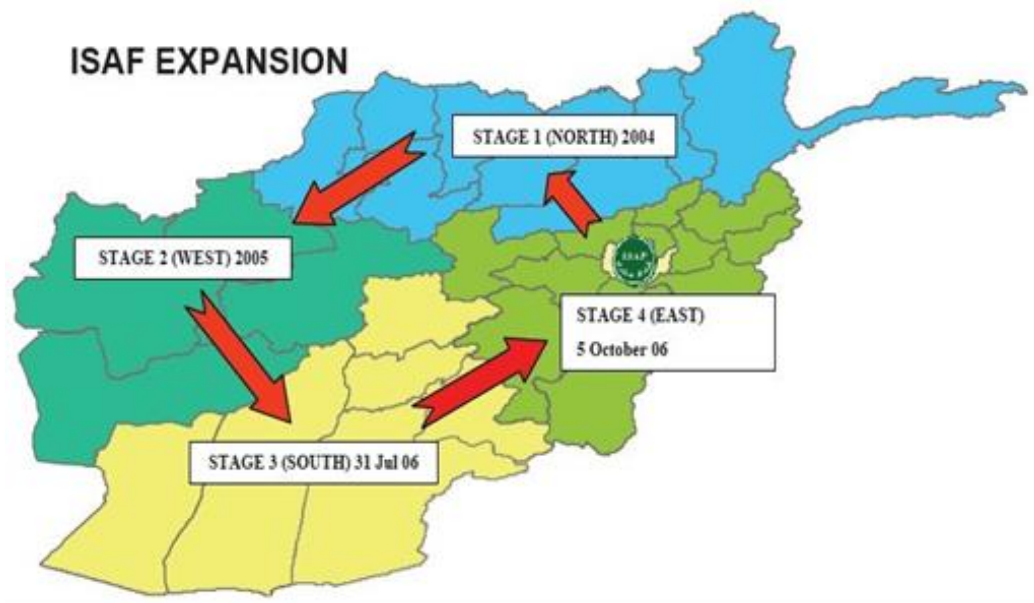 ISAF EXPANSION
STAGE 1 (NORTH) 2004
STAGE 2 (WEST) 2005
ISAF
STAGE 4 (EAST)
5 October 06
STAGE 3 (SOUTH) 31 Jul 06